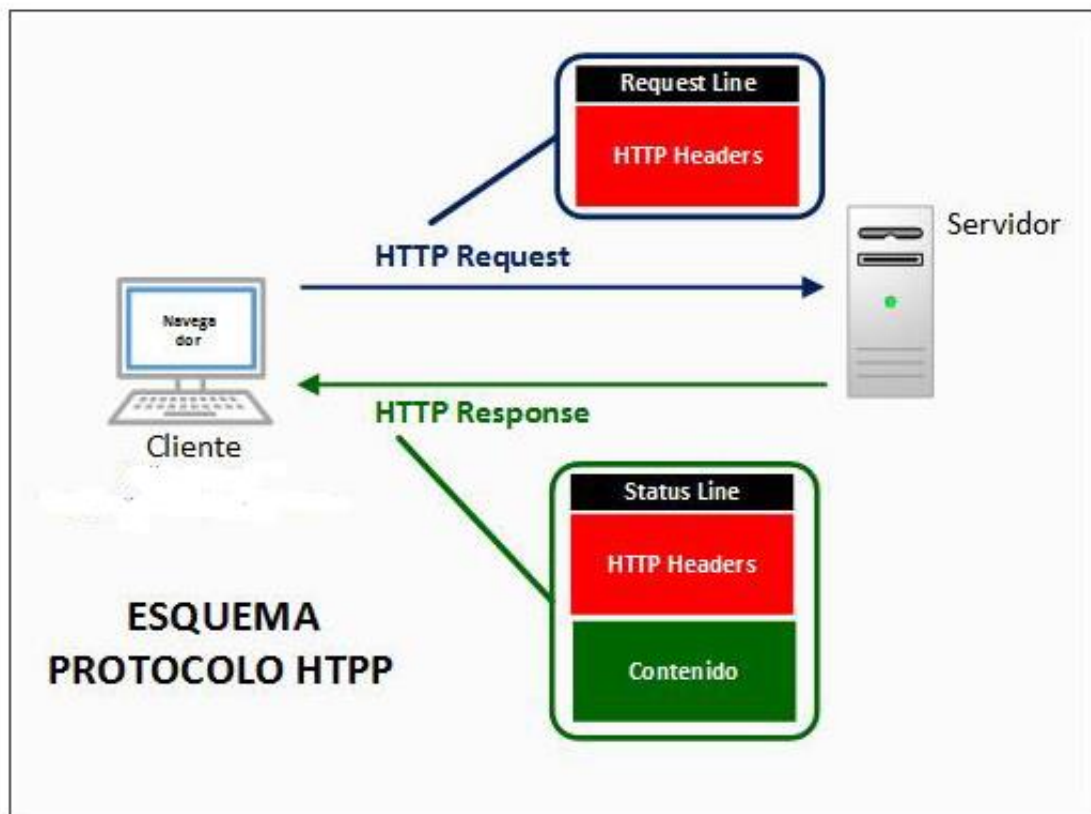 Request Line
HTTP Headers
Servidor
HTTP Request
Navega
dor
HTTP Response
Cliente
Status Line
HTTP Headers
Contenido
ESQUEMA
PROTOCOLO HTPP